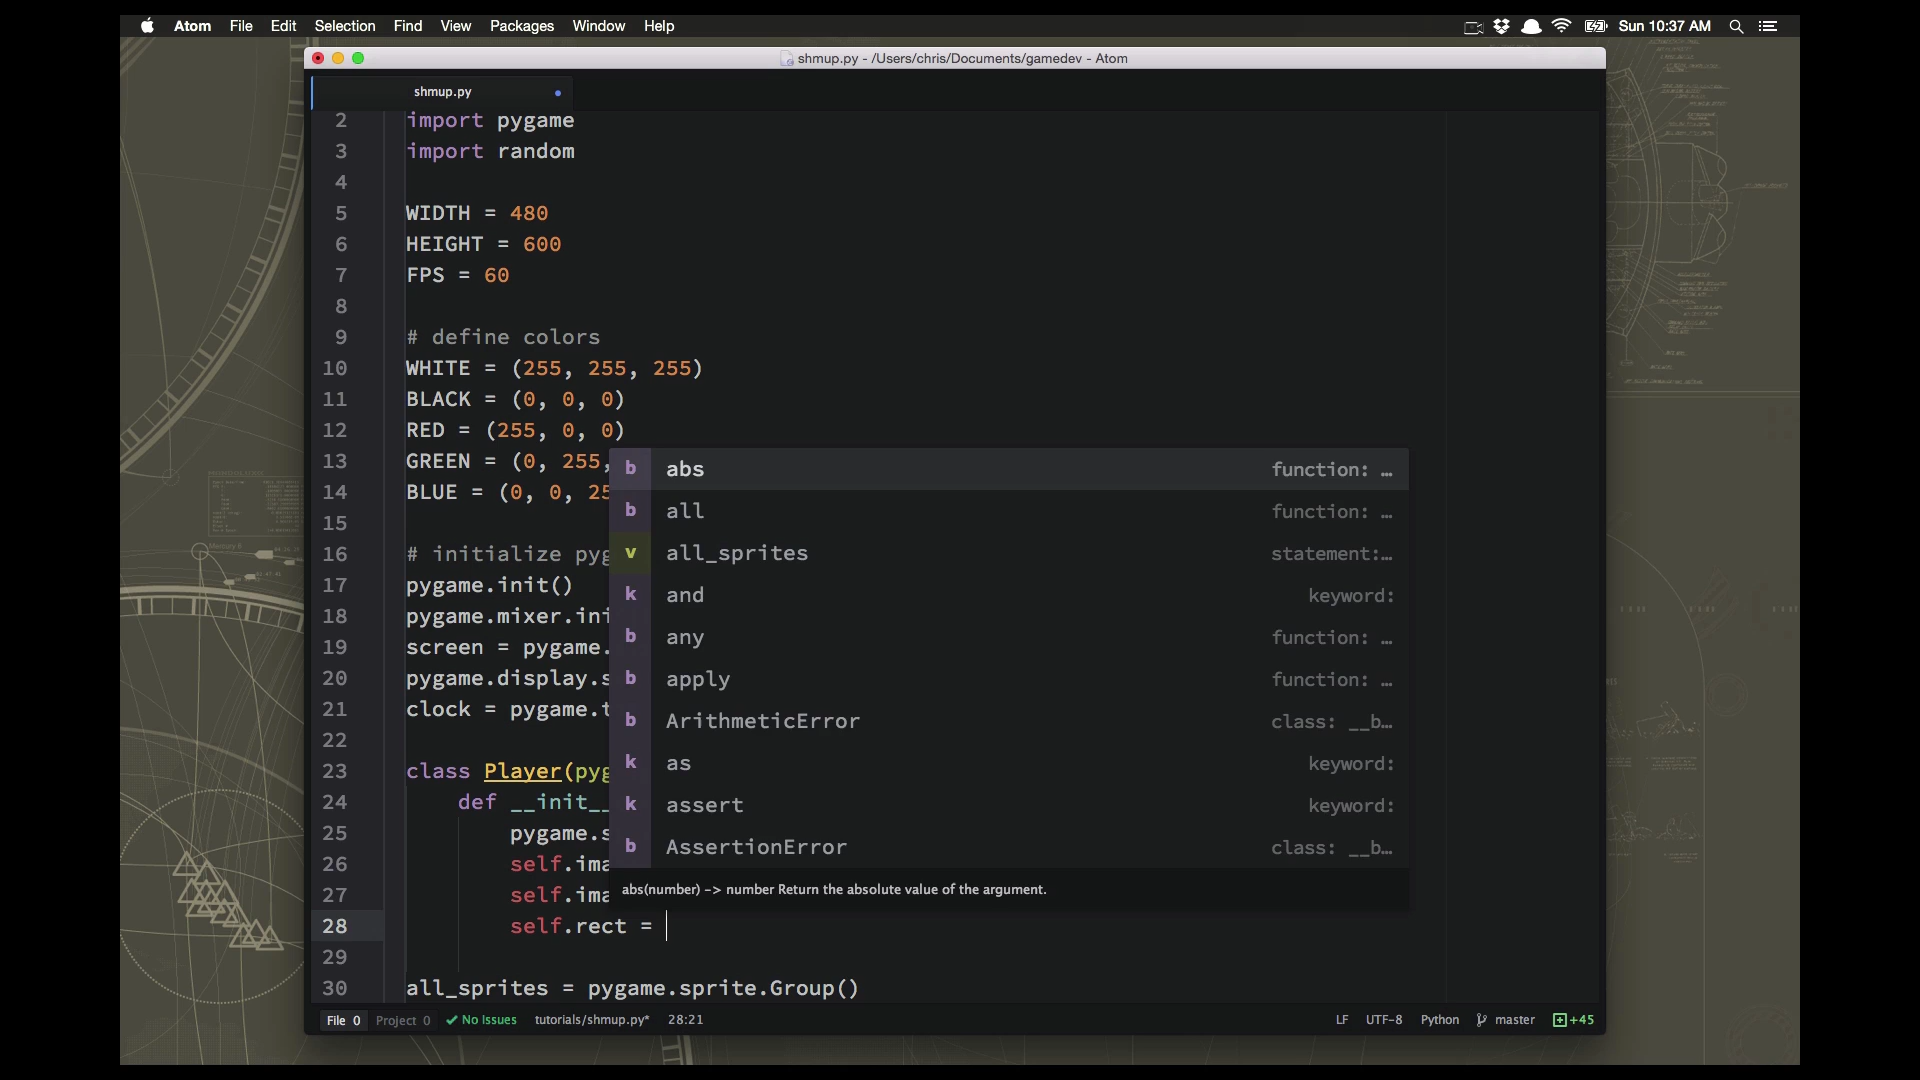 Atom File Edit Selection Find View Packages Window Help Sun 10:37 AM
shmup.py - /Users/chris/Documents/gamedev - Atom
shmup.py
2 import pygame
3 import random
4
5 WIDTH = 480
6 HEIGHT = 600
7 FPS = 60
8
9 # define colors
10 WHITE = (255, 255, 255)
11 BLACK = (0, 0, 0)
12 RED = (255, 0, 0)
13 GREEN = (0, 255,
14 BLUE = (0, 0, 25
15
16 # initialize pyg
17 pygame.init()
18 pygame.mixer.ini
19 screen = pygame.
20 pygame.display.s
21 clock = pygame.t
22
23 class Player(pyg
24 def __init__
25 pygame.s
26 self.ima
27 self.ima
28 self.rect =
29
30 all_sprites = pygame.sprite.Group()
b abs function: …
b all function: …
v all_sprites statement:…
k and keyword:
b any function: …
b apply function: …
b ArithmeticError class: __b…
k as keyword:
k assert keyword:
b AssertionError class: __b…
abs(number) -> number Return the absolute value of the argument.
File 0 Project 0 No Issues tutorials/shmup.py* 28:21 LF UTF-8 Python master +45